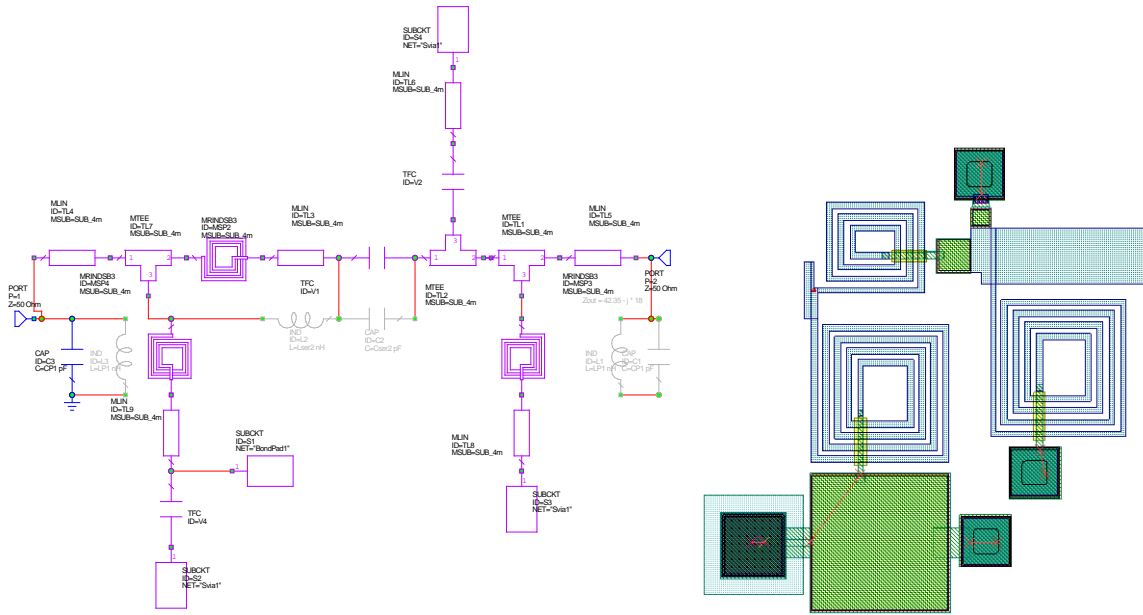 SUBCKT
ID=S4
NET="Svia1"
1
MLIN
ID=TL6
MSUB=SUB_4m
TFC
ID=V2
MLIN
ID=TL4
MSUB=SUB_4m
MTEE
ID=TL7
MSUB=SUB_4m
MRINDSB3
ID=MSP2
MSUB=SUB_4m
MLIN
ID=TL3
MSUB=SUB_4m
MTEE
ID=TL1
MSUB=SUB_4m
MLIN
ID=TL5
MSUB=SUB_4m
1
2
3
3
1
2
1
2
3
PORT
P=1
Z=50 Ohm
MRINDSB3
ID=MSP4
MSUB=SUB_4m
TFC
ID=V1
MTEE
ID=TL2
MSUB=SUB_4m
MRINDSB3
ID=MSP3
MSUB=SUB_4m
PORT
P=2
Z=50 Ohm
Zout = 42.35 - j * 18
CAP
ID=C3
C=CP1 pF
IND
ID=L3
L=LP1 nH
IND
ID=L2
L=Lser2 nH
CAP
ID=C2
C=Cser2 pF
IND
ID=L1
L=LP1 nH
CAP
ID=C1
C=CP1 pF
MLIN
ID=TL9
MSUB=SUB_4m
SUBCKT
ID=S1
NET="BondPad1"
1
MLIN
ID=TL8
MSUB=SUB_4m
1
SUBCKT
ID=S3
NET="Svia1"
TFC
ID=V4
1
SUBCKT
ID=S2
NET="Svia1"